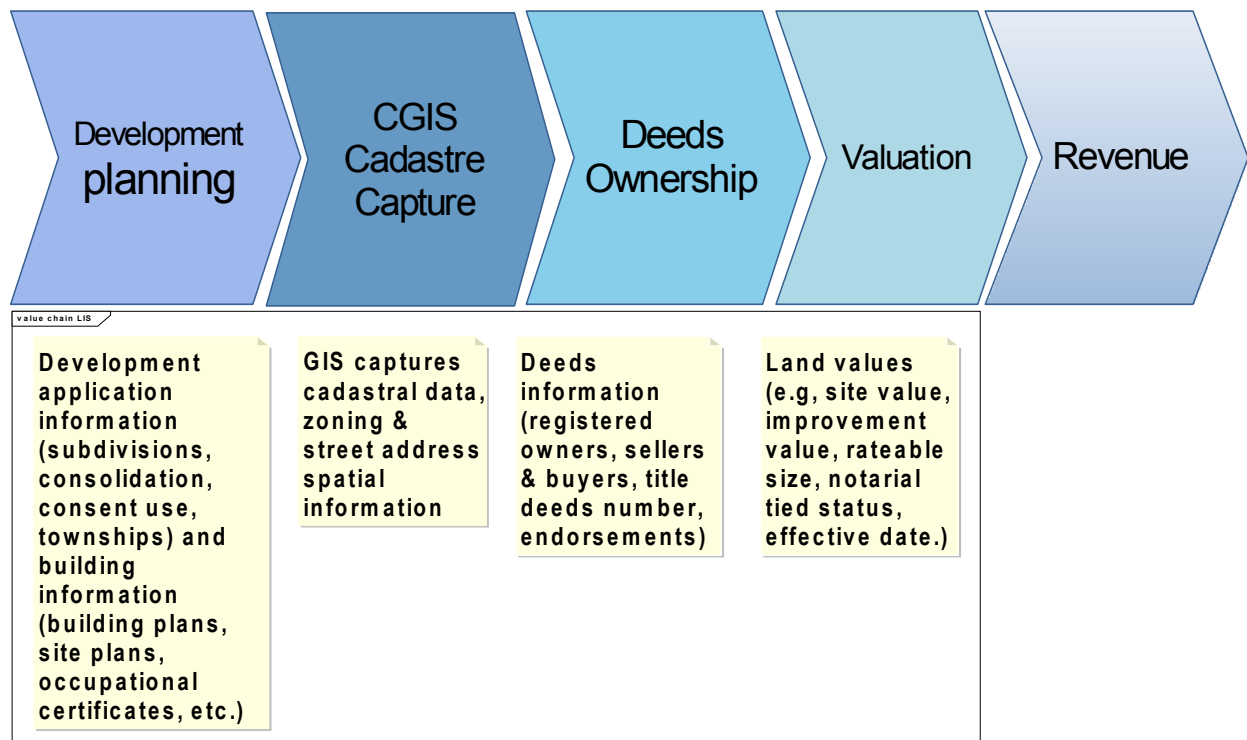 Development
planning
CGIS
Cadastre
Capture
Deeds
Ownership
Valuation
Revenue
value chain LIS
Development
application
information
(subdivisions,
consolidation,
consent use,
townships) and
building
information
(building plans,
site plans,
occupational
certificates, etc.)
GIS captures
cadastral data,
zoning &
street address
spatial
information
Deeds
information
(registered
owners, sellers
& buyers, title
deeds number,
endorsements)
Land values
(e.g, site value,
improvement
value, rateable
size, notarial
tied status,
effective date.)